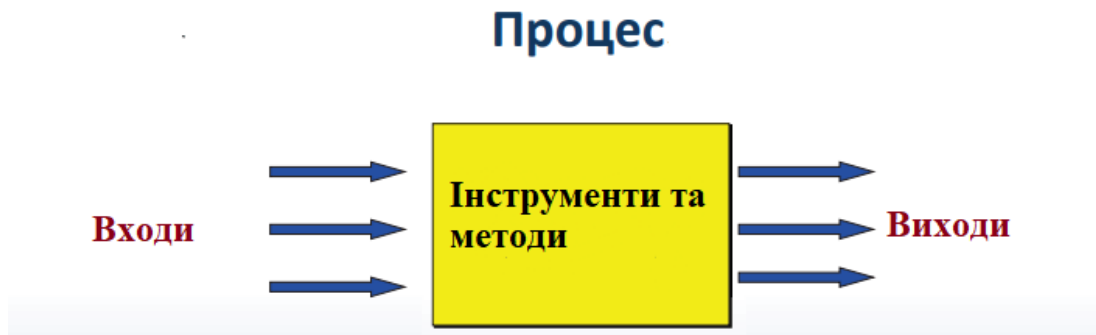 Процес
Входи
Інструменти та
методи
Виходи